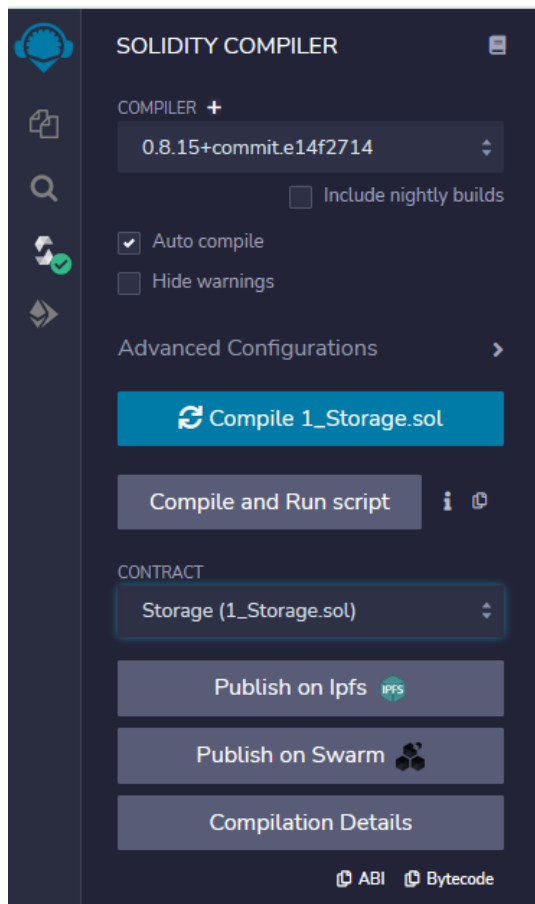 SOLIDITY COMPILER
COMPILER +
0.8.15+commit.e14f2714
Include nightly builds
Auto compile
Hide warnings
Advanced Configurations
Compile 1_Storage.sol
Compile and Run script
CONTRACT
Storage (1_Storage.sol)
Publish on Ipfs IPFS
Publish on Swarm
Compilation Details
ABI Bytecode